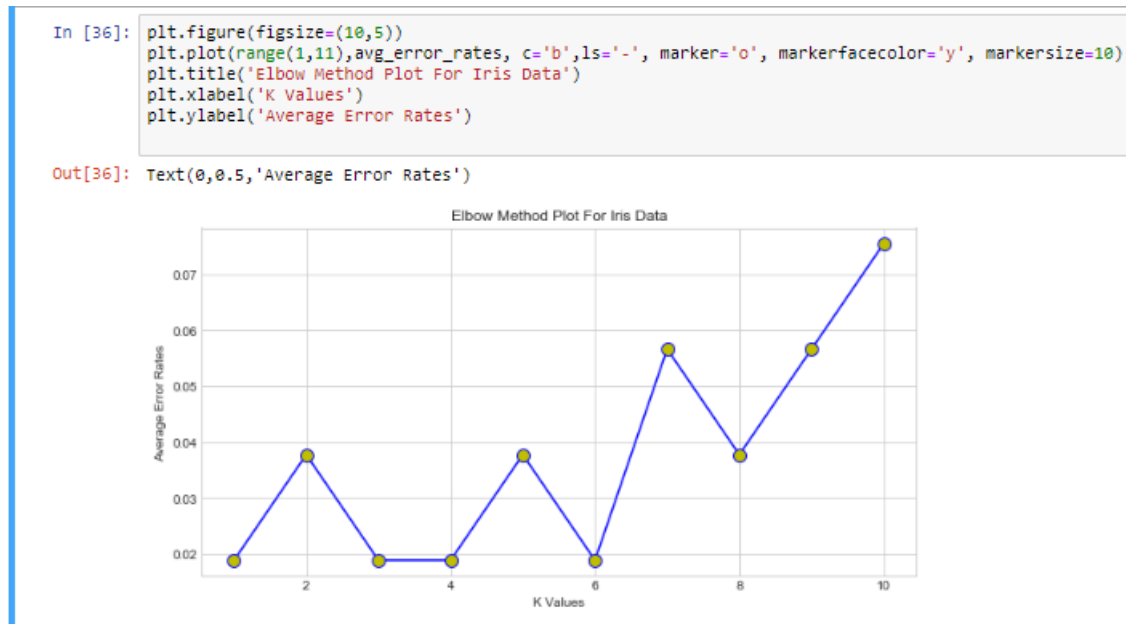 In [36]: plt.figure(figsize=(10,5))
plt.plot(range(1,11),avg_error_rates, c='b',ls='-', marker='o', markerfacecolor='y', markersize=10)
plt.title('Elbow Method Plot For Iris Data')
plt.xlabel('K Values')
plt.ylabel('Average Error Rates')
Out[36]: Text(0,0.5,'Average Error Rates')
Elbow Method Plot For Iris Data
0.07
0.06
0.05
0.04
0.03
0.02
Average Error Rates
2 4 6 8 10
K Values